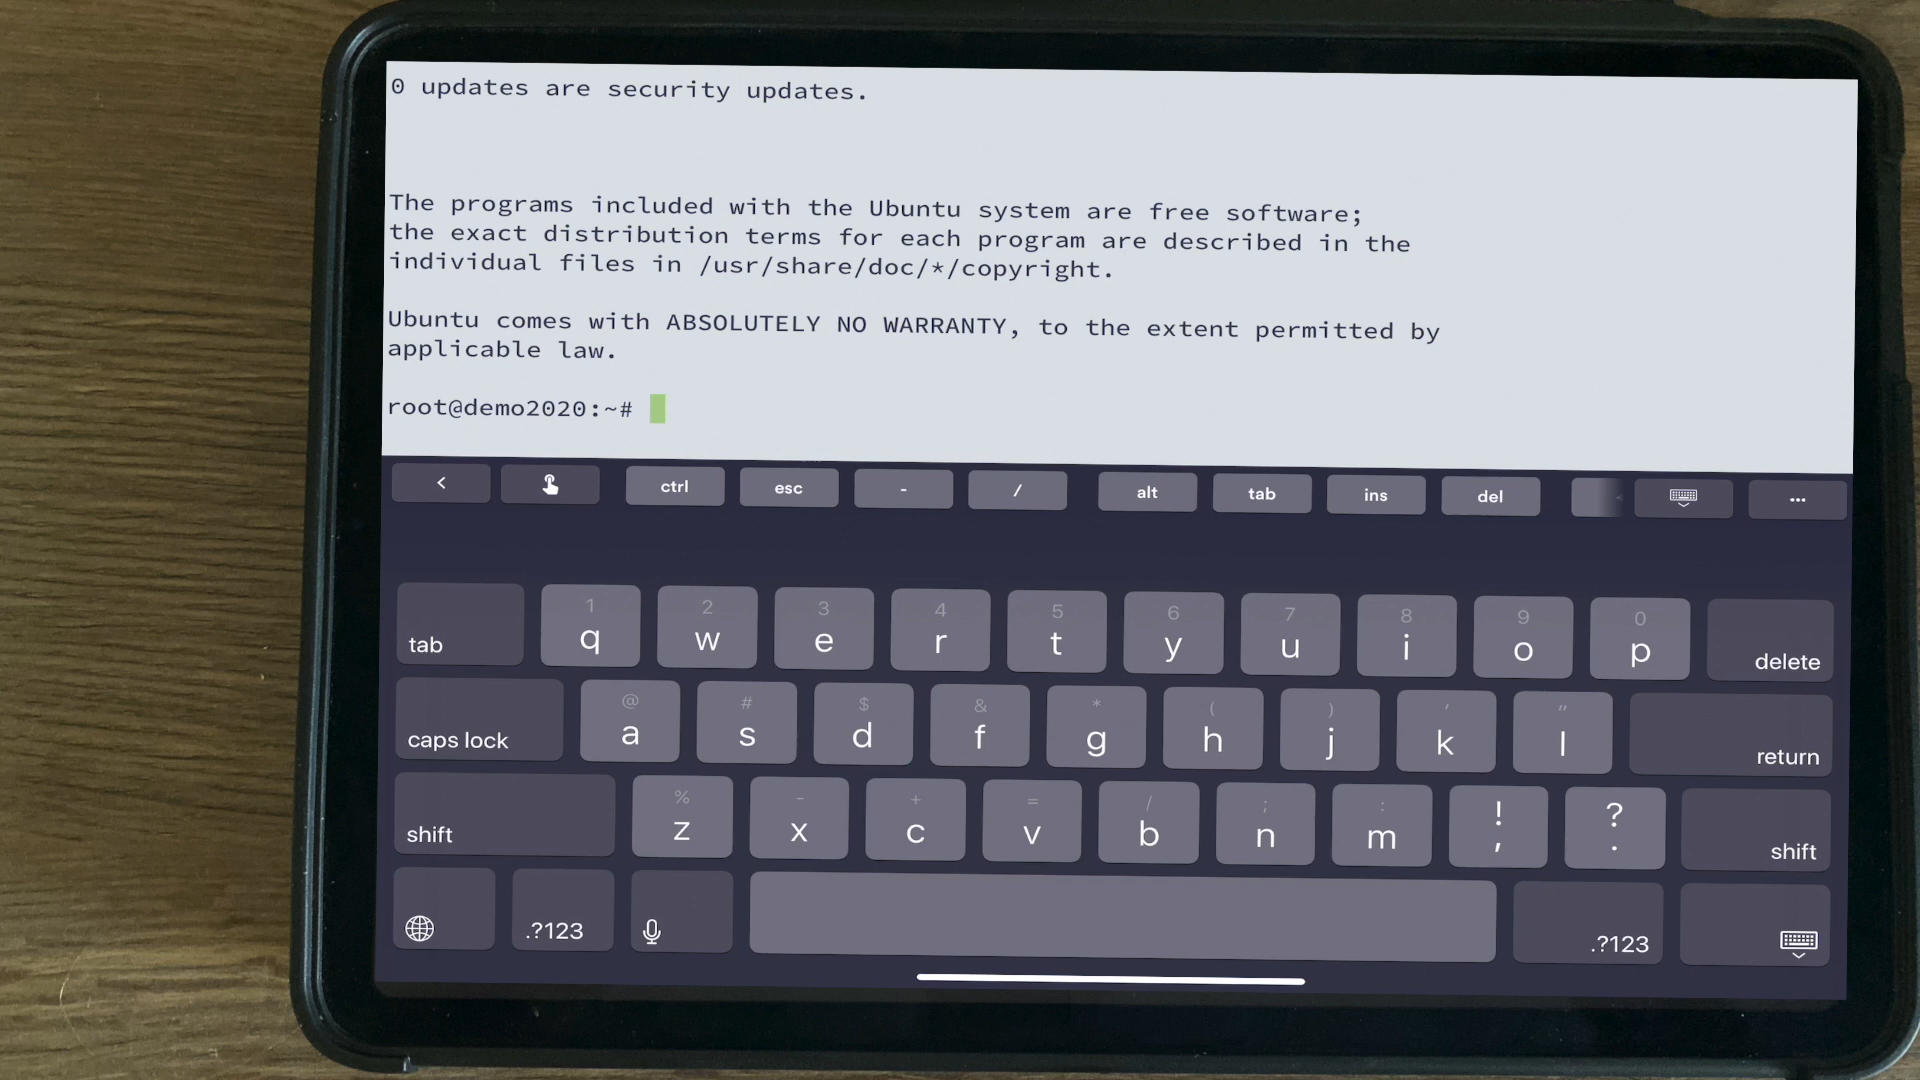 0 updates are security updates.
The programs included with the Ubuntu system are free software;
the exact distribution terms for each program are described in the
individual files in /usr/share/doc/*/copyright.
Ubuntu comes with ABSOLUTELY NO WARRANTY, to the extent permitted by
applicable law.
root@demo2020:~#
< ctrl esc - / alt tab ins del ...
1 2 3 4 5 6 7 8 9 0
tab q w e r t y u i o p delete
@ # $ & * ( ) ' "
caps lock a s d f g h j k l return
% - + = / ; : ! ?
shift z x c v b n m , . shift
.?123 .?123